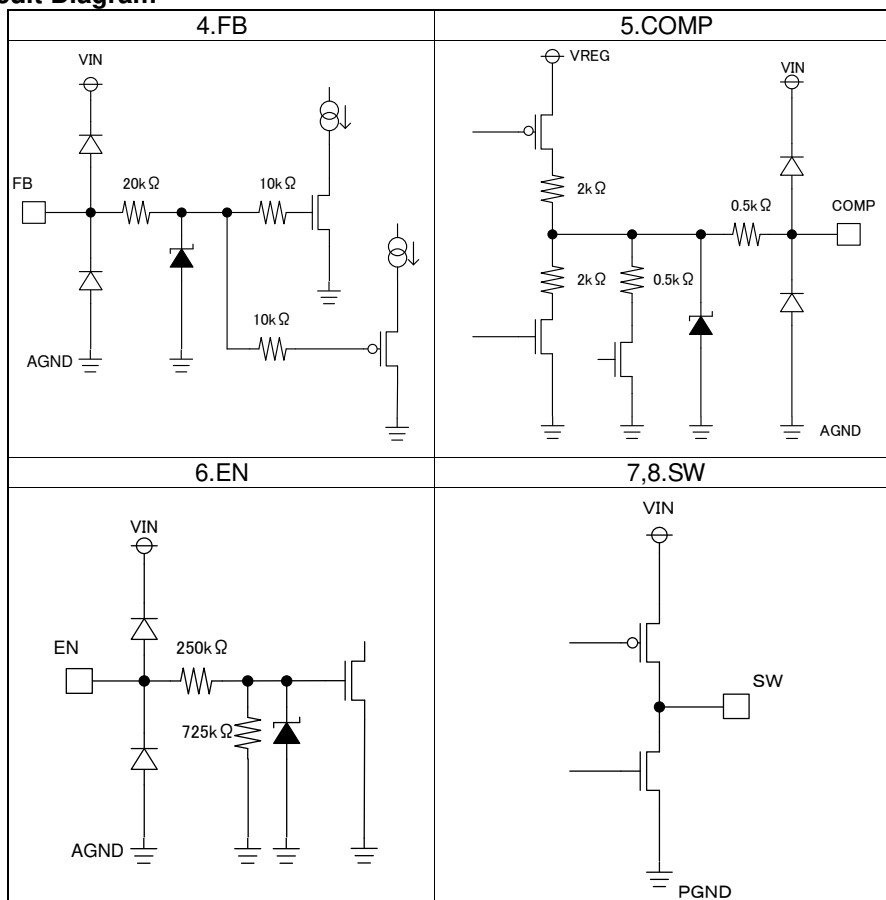 4.FB
5.COMP
VIN
FB
20kΩ
10kΩ
10kΩ
AGND
VREG
VIN
2kΩ
0.5kΩ
COMP
2kΩ
0.5kΩ
AGND
6.EN
7,8.SW
VIN
EN
250kΩ
725kΩ
AGND
VIN
SW
PGND